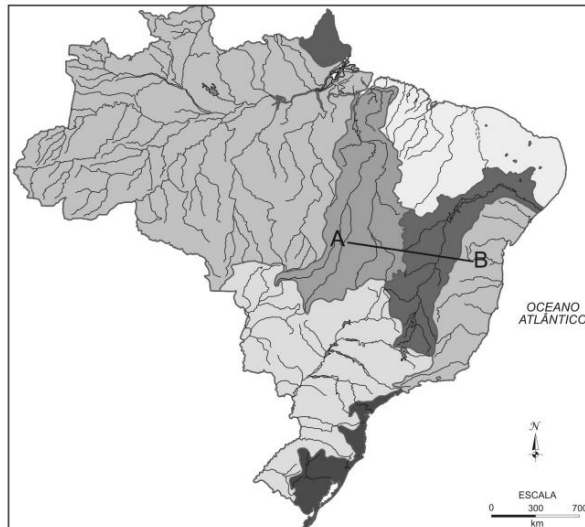 A
B
OCEANO
ATLÂNTICO
N
ESCALA
0 300 700
km